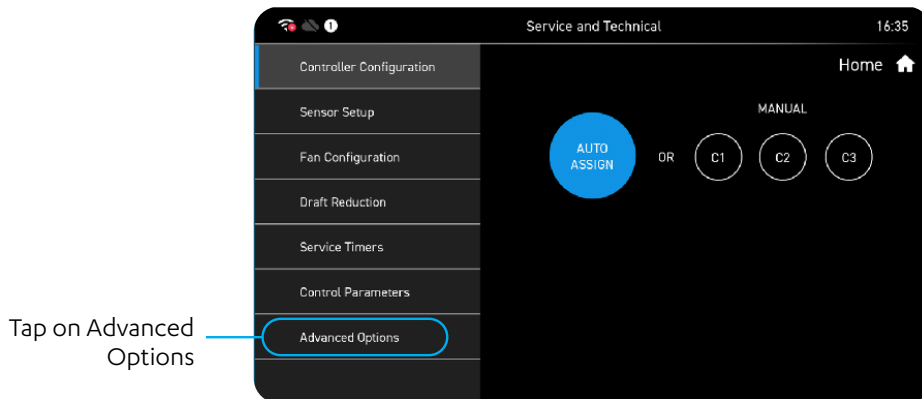 1
Service and Technical
16:35
Controller Configuration
Home
Sensor Setup
MANUAL
AUTO
ASSIGN
OR
C1
C2
C3
Fan Configuration
Draft Reduction
Service Timers
Control Parameters
Advanced Options
Tap on Advanced
Options